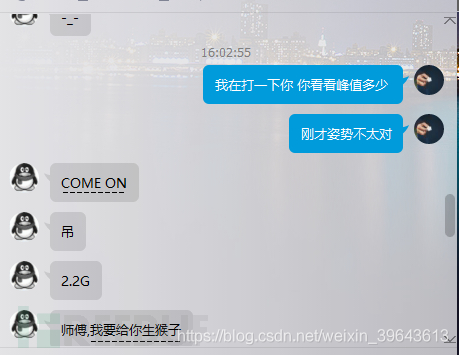 -_-
16:02:55
我在打一下你 你看看峰值多少
刚才姿势不太对
COME ON
吊
2.2G
师傅,我要给你生猴子
https://blog.csdn.net/weixin_39643613